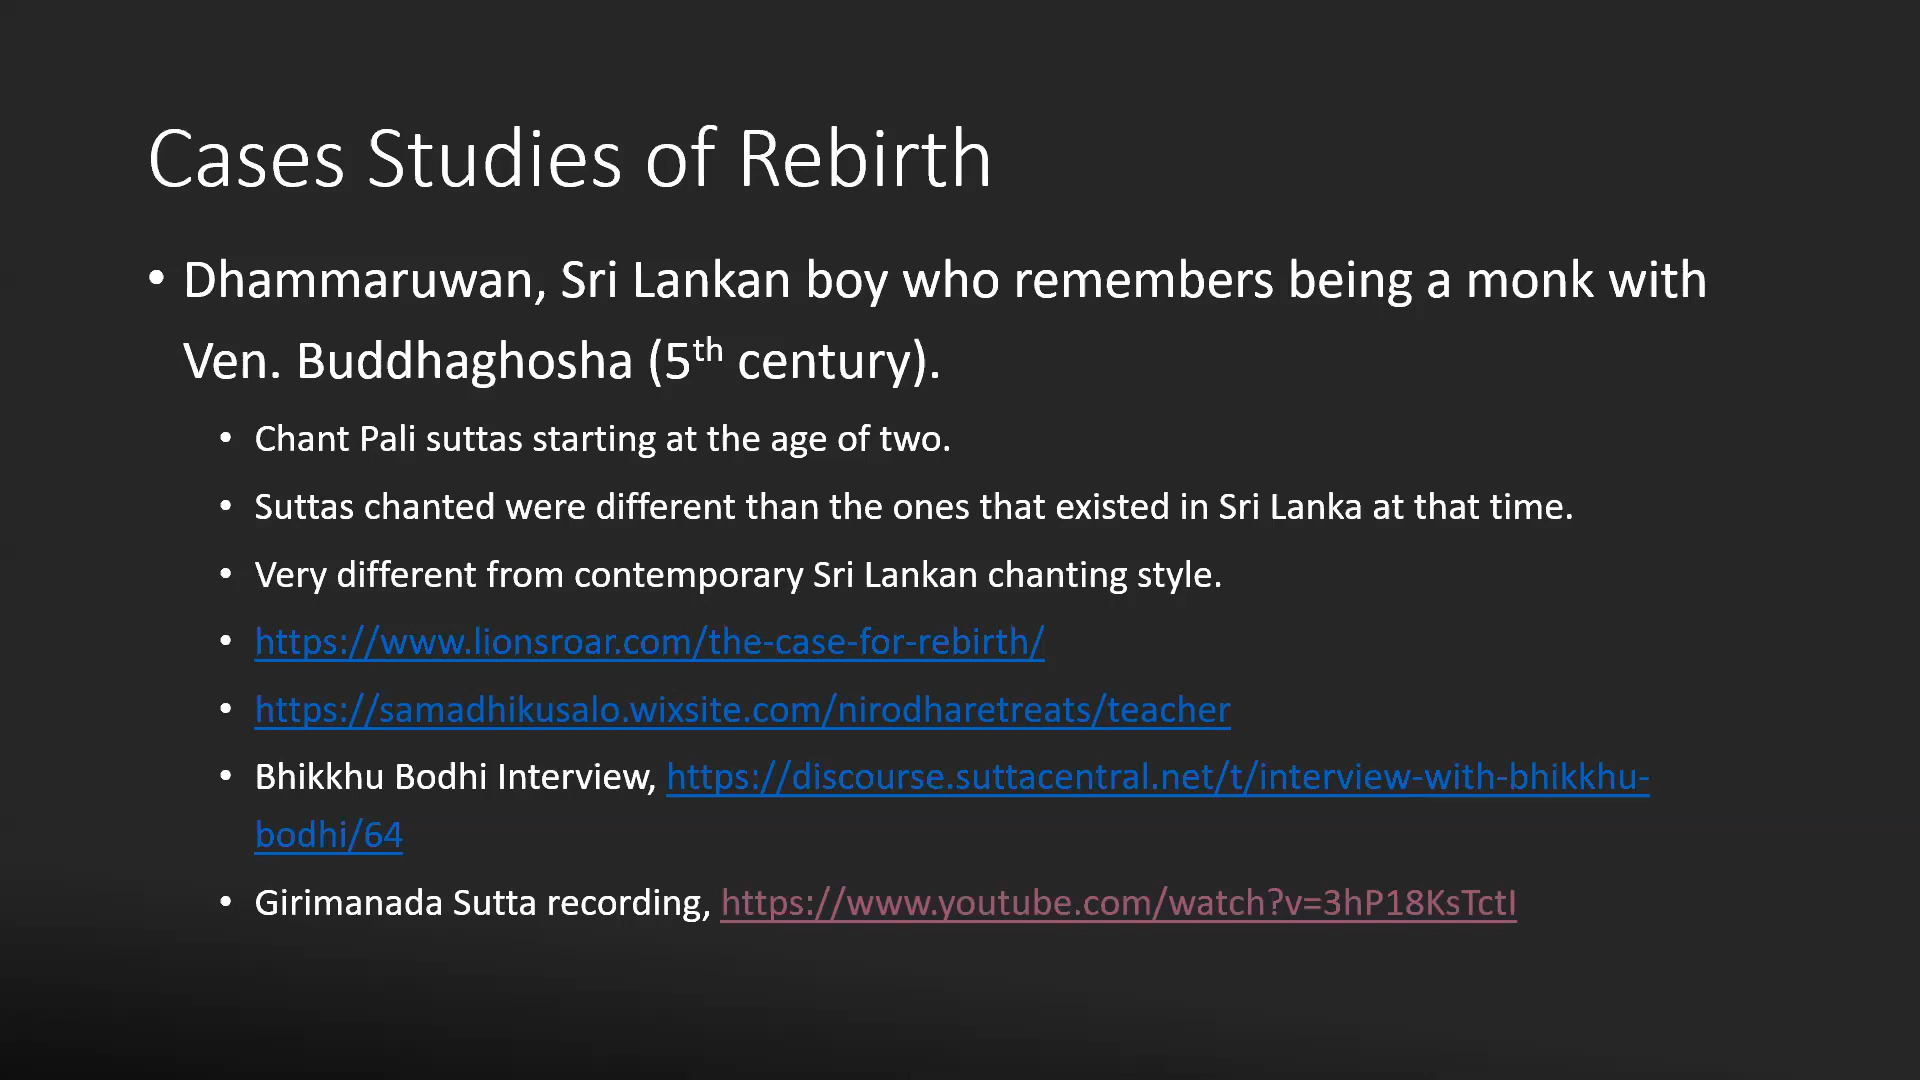 Cases Studies of Rebirth
• Dhammaruwan, Sri Lankan boy who remembers being a monk with
Ven. Buddhaghosha (5th century).
• Chant Pali suttas starting at the age of two.
• Suttas chanted were different than the ones that existed in Sri Lanka at that time.
• Very different from contemporary Sri Lankan chanting style.
• https://www.lionsroar.com/the-case-for-rebirth/
• https://samadhikusalo.wixsite.com/nirodharetreats/teacher
• Bhikkhu Bodhi Interview, https://discourse.suttacentral.net/t/interview-with-bhikkhu-
bodhi/64
• Girimanada Sutta recording, https://www.youtube.com/watch?v=3hP18KsTctI